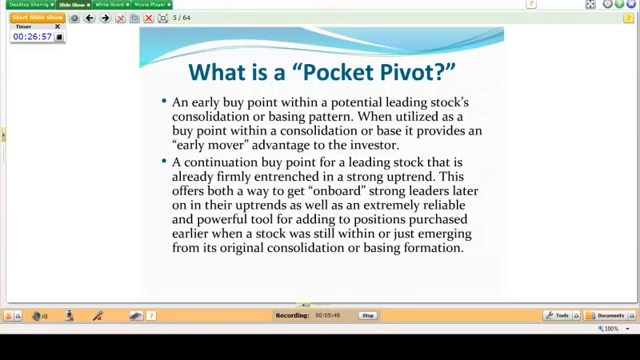 Desktop Sharing Slide Show White Board Movie Player
Start Slide Show 5 / 64
Timer
00:26:57
What is a "Pocket Pivot?"
• An early buy point within a potential leading stock's
consolidation or basing pattern. When utilized as a
buy point within a consolidation or base it provides an
"early mover" advantage to the investor.
• A continuation buy point for a leading stock that is
already firmly entrenched in a strong uptrend. This
offers both a way to get "onboard" strong leaders later
on in their uptrends as well as an extremely reliable
and powerful tool for adding to positions purchased
earlier when a stock was still within or just emerging
from its original consolidation or basing formation.
Recording: 00:05:46 Stop Tools Documents
100%